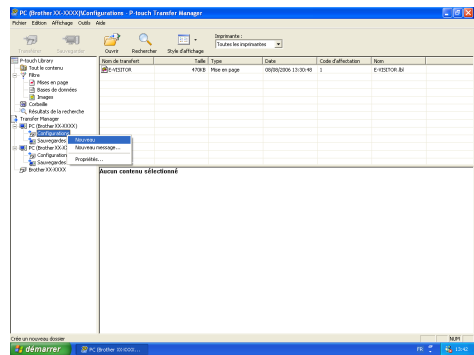 PC (Brother XX-XXXX)\Configurations - P-touch Transfer Manager
Fichier Edition Affichage Outils Aide
Transférer Sauvegarder Ouvrir Rechercher Style d'affichage
Imprimante :
Toutes les imprimantes
P-touch Library
Tout le contenu
Filtre
Mises en page
Bases de données
Images
Corbeille
Résultats de la recherche
Transfer Manager
PC (Brother XX-XXXX)
Configurations
Sauvegardes
PC (Brother XX-X
Configuration
Sauvegardes
Brother XX-XXXX
Nouveau
Nouveau message...
Propriétés...
Nom de transfert Taille Type Date Code d'affectation Nom
E-VISITOR 470KB Mise en page 08/08/2006 13:30:48 1 E-VISITOR.lbl
Aucun contenu sélectionné
Crée un nouveau dossier NUM
démarrer PC (Brother XX-XXX... FR 13:42